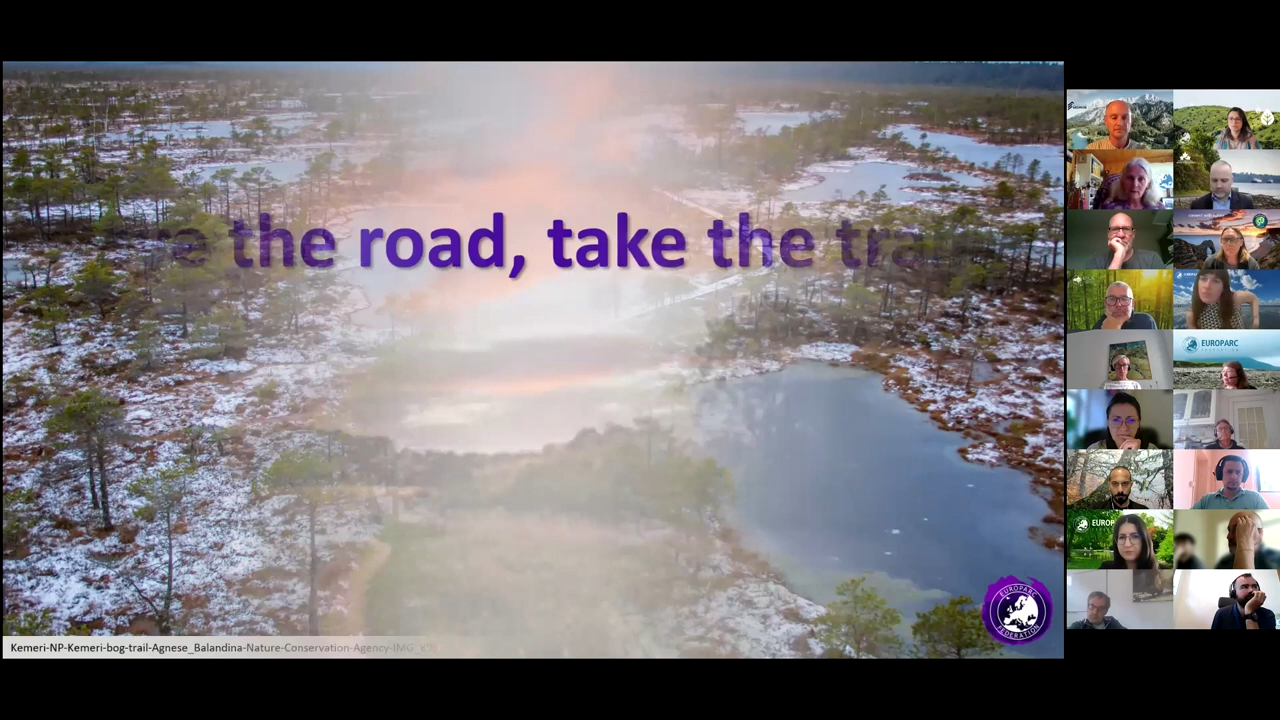 the road, take the
Kemeri-NP-Kemeri-bog-trail-Agnese_Balandina-Nature-Conservation-Agency-IMG
EUROPARC
FEDERATION
EUROPARC